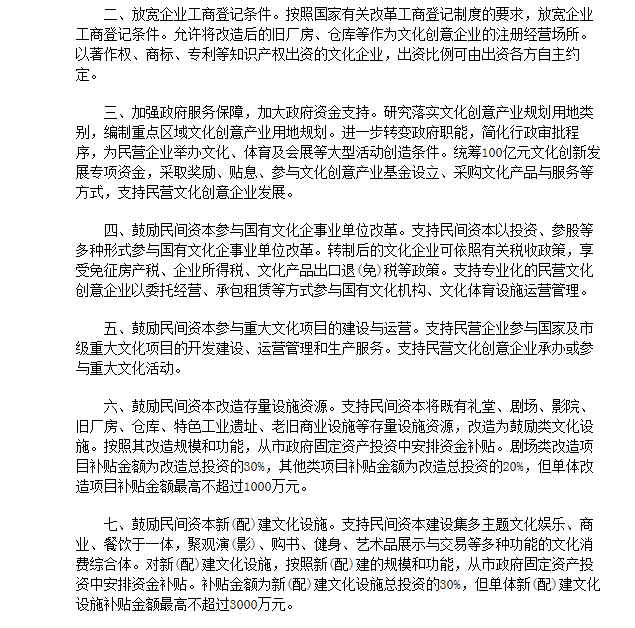 二、放宽企业工商登记条件。按照国家有关改革工商登记制度的要求，放宽企业
工商登记条件。允许将改造后的旧厂房、仓库等作为文化创意企业的注册经营场所。
以著作权、商标、专利等知识产权出资的文化企业，出资比例可由出资各方自主约
定。
三、加强政府服务保障，加大政府资金支持。研究落实文化创意产业规划用地类
别，编制重点区域文化创意产业用地规划。进一步转变政府职能，简化行政审批程
序，为民营企业举办文化、体育及会展等大型活动创造条件。统筹100亿元文化创新发
展专项资金，采取奖励、贴息、参与文化创意产业基金设立、采购文化产品与服务等
方式，支持民营文化创意企业发展。
四、鼓励民间资本参与国有文化企事业单位改革。支持民间资本以投资、参股等
多种形式参与国有文化企事业单位改革。转制后的文化企业可依照有关税收政策，享
受免征房产税、企业所得税、文化产品出口退(免)税等政策。支持专业化的民营文化
创意企业以委托经营、承包租赁等方式参与国有文化机构、文化体育设施运营管理。
五、鼓励民间资本参与重大文化项目的建设与运营。支持民营企业参与国家及市
级重大文化项目的开发建设、运营管理和生产服务。支持民营文化创意企业承办或参
与重大文化活动。
六、鼓励民间资本改造存量设施资源。支持民间资本将既有礼堂、剧场、影院、
旧厂房、仓库、特色工业遗址、老旧商业设施等存量设施资源，改造为鼓励类文化设
施。按照其改造规模和功能，从市政府固定资产投资中安排资金补贴。剧场类改造项
目补贴金额为改造总投资的30%，其他类项目补贴金额为改造总投资的20%，但单体改
造项目补贴金额最高不超过1000万元。
七、鼓励民间资本新(配)建文化设施。支持民间资本建设集多主题文化娱乐、商
业、餐饮于一体，聚观演(影)、购书、健身、艺术品展示与交易等多种功能的文化消
费综合体。对新(配)建文化设施，按照新(配)建的规模和功能，从市政府固定资产投
资中安排资金补贴。补贴金额为新(配)建文化设施总投资的30%，但单体新(配)建文化
设施补贴金额最高不超过3000万元。